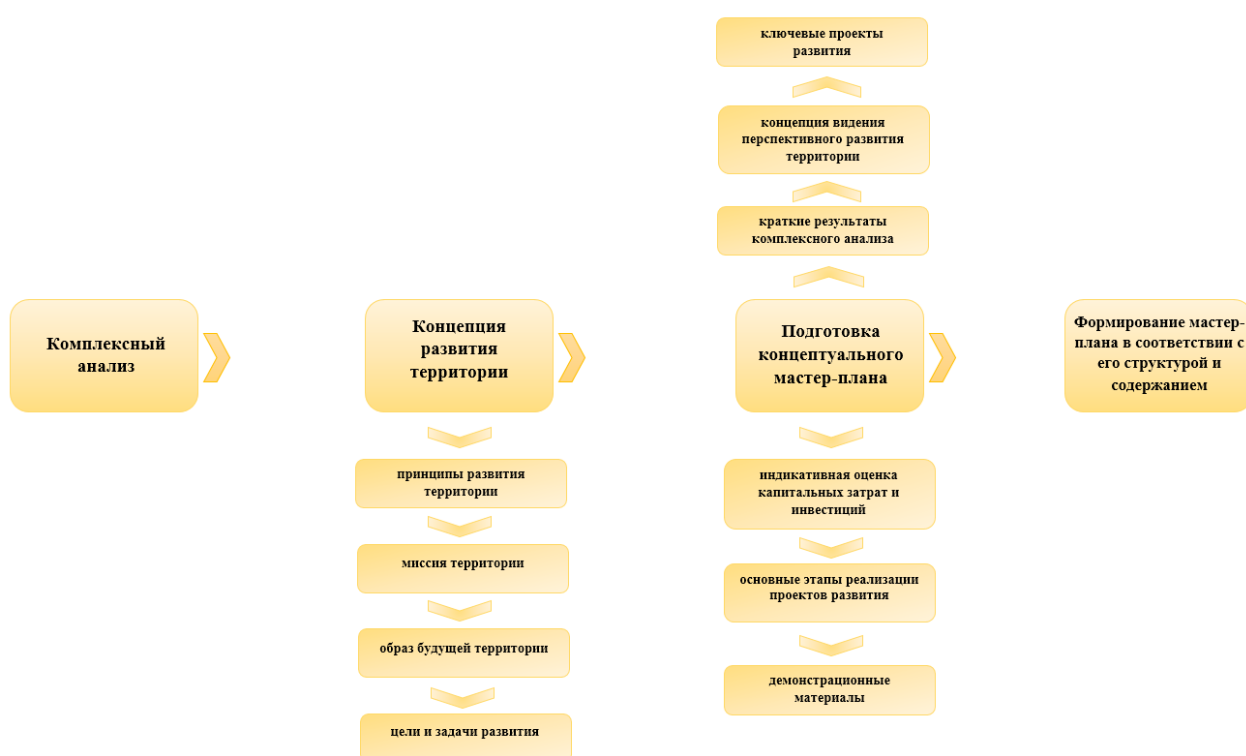 ключевые проекты
развития
концепция видения
перспективного развития
территории
краткие результаты
комплексного анализа
Комплексный
анализ
Концепция
развития
территории
Подготовка
концептуального
мастер-плана
Формирование мастер-
плана в соответствии с
его структурой и
содержанием
принципы развития
территории
миссия территории
образ будущей территории
цели и задачи развития
индикативная оценка
капитальных затрат и
инвестиций
основные этапы реализации
проектов развития
демонстрационные
материалы